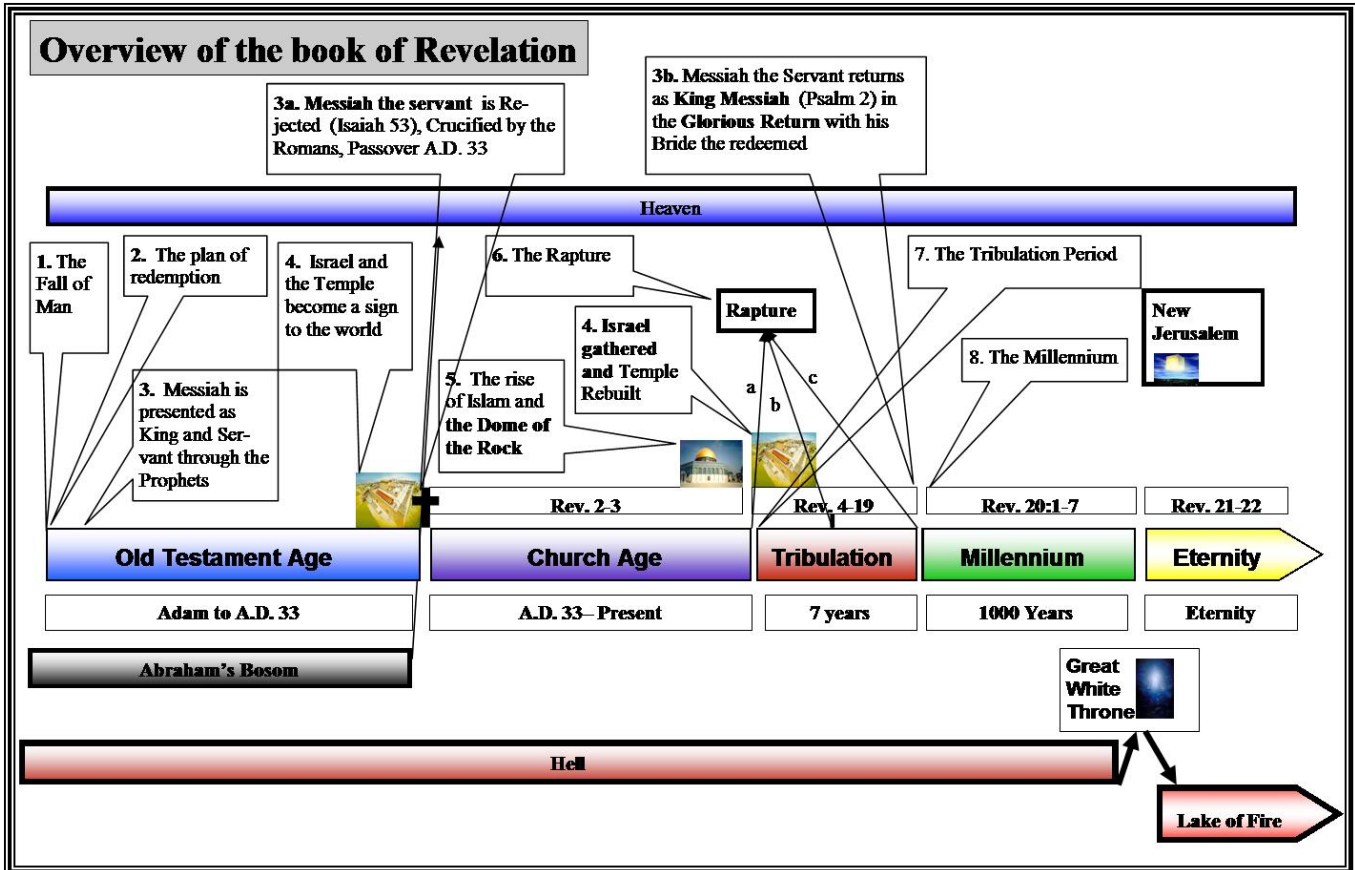 Overview of the book of Revelation
3a. Messiah the servant is Re-
jected (Isaiah 53), Crucified by the
Romans, Passover A.D. 33
3b. Messiah the Servant returns
as King Messiah (Psalm 2) in
the Glorious Return with his
Bride the redeemed
Heaven
1. The
Fall of
Man
2. The plan of
redemption
3. Messiah is
presented as
King and Ser-
vant through the
Prophets
4. Israel and
the Temple
become a sign
to the world
6. The Rapture
5. The rise
of Islam and
the Dome of
the Rock
4. Israel
gathered
and Temple
Rebuilt
Rapture
a
b
c
7. The Tribulation Period
8. The Millennium
New
Jerusalem
Rev. 2-3
Rev. 4-19
Rev. 20:1-7
Rev. 21-22
Old Testament Age
Church Age
Tribulation
Millennium
Eternity
Adam to A.D. 33
A.D. 33– Present
7 years
1000 Years
Eternity
Abraham's Bosom
Great
White
Throne
Hell
Lake of Fire